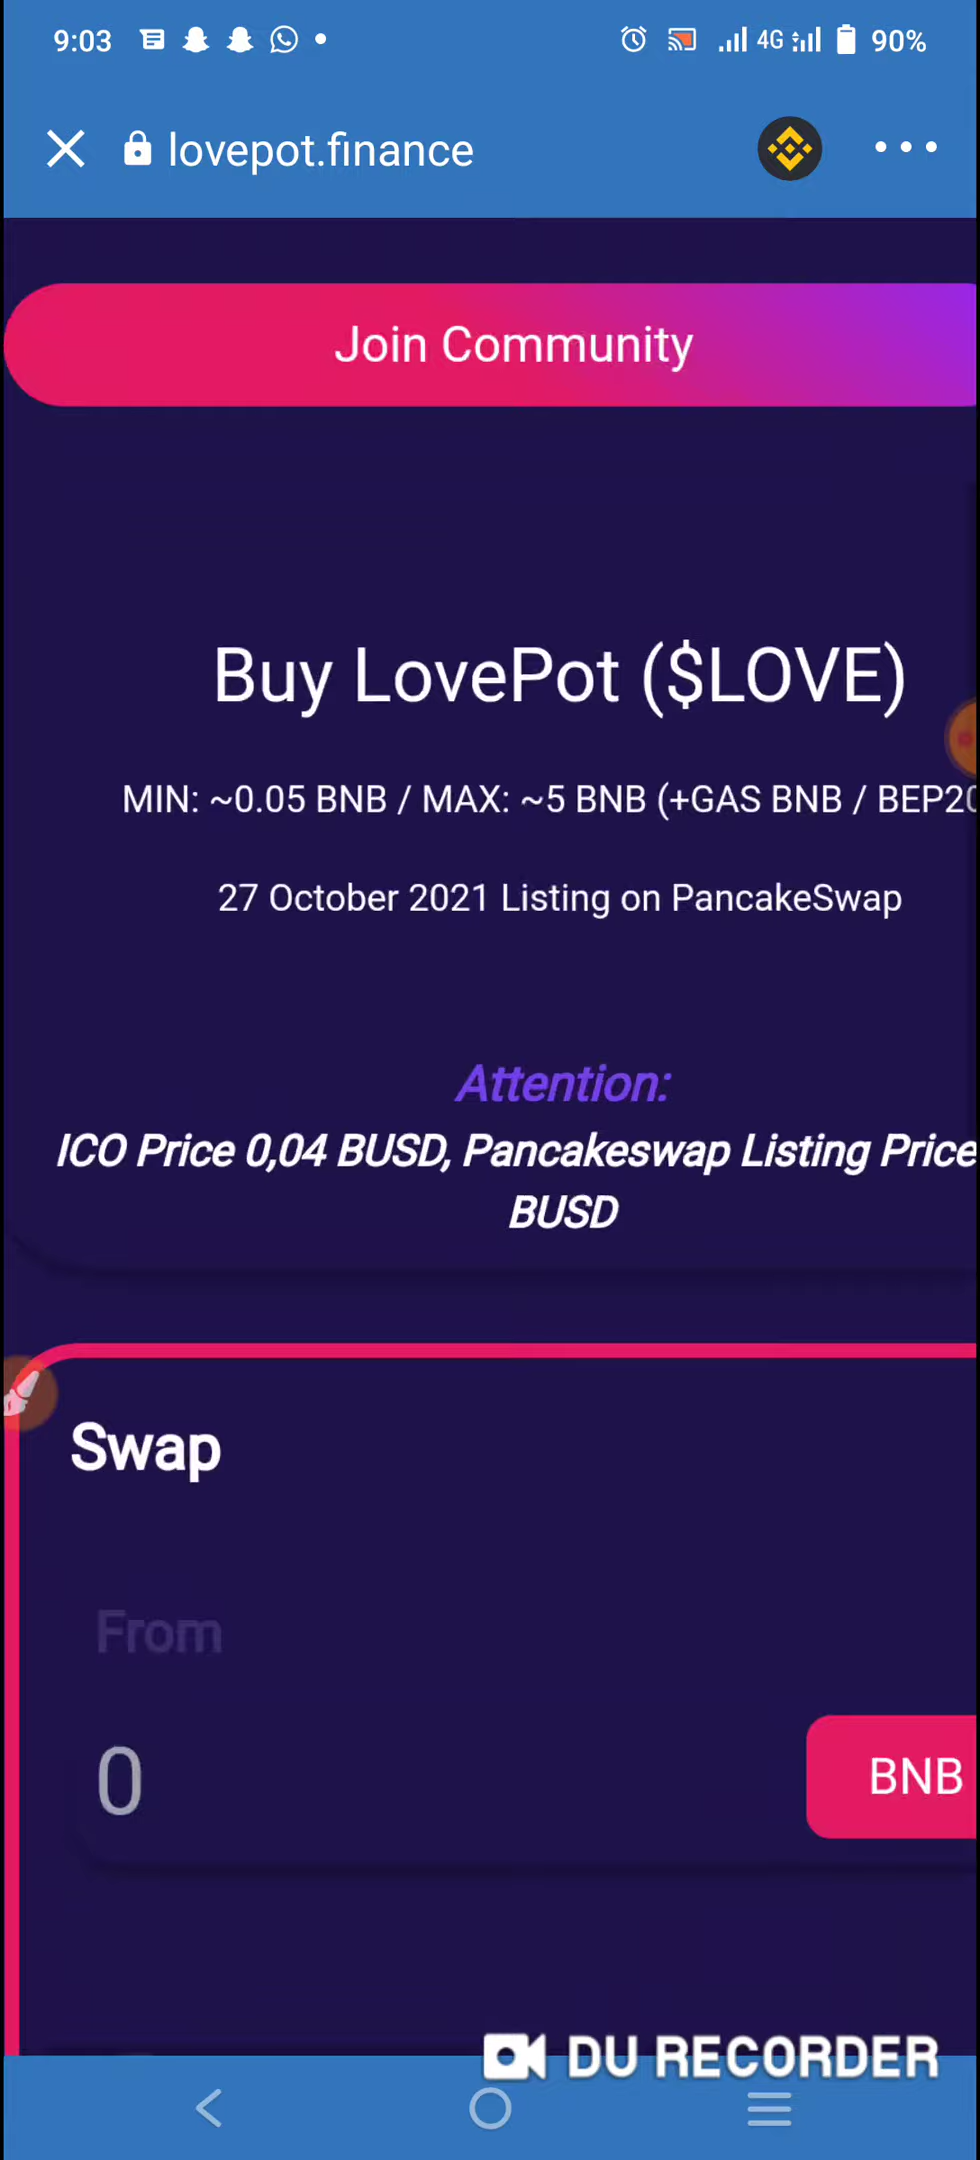 9:03 4G 90%
lovepot.finance
Join Community
Buy LovePot ($LOVE)
MIN: ~0.05 BNB / MAX: ~5 BNB (+GAS BNB / BEP20
27 October 2021 Listing on PancakeSwap
Attention:
ICO Price 0,04 BUSD, Pancakeswap Listing Price
BUSD
Swap
From
0
BNB
DU RECORDER